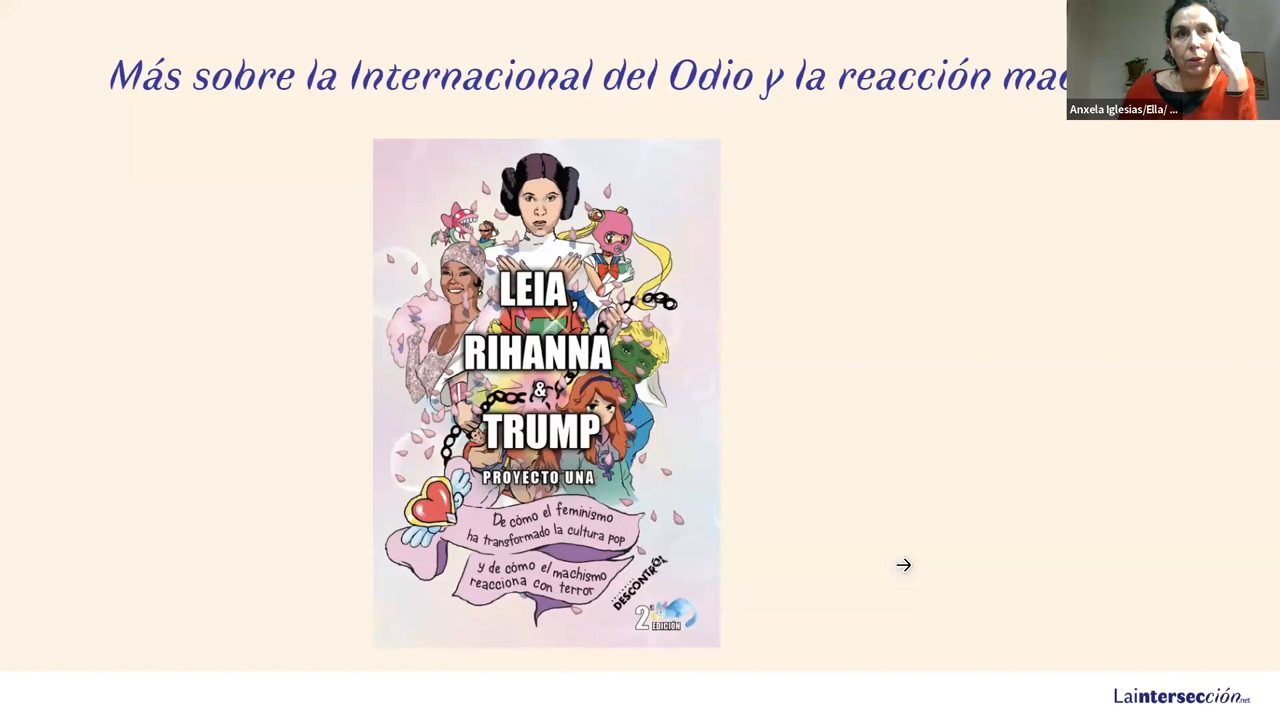 Más sobre la Internacional del Odio y la reacción
Anxela Iglesias/Ella/ ...
LEIA,
RIHANNA
&
TRUMP
PROYECTO UNA
De cómo el feminismo
ha transformado la cultura pop
y de cómo el machismo
reacciona con terror
DESCONTROL
2ª
EDICIÓN
Laintersección.net